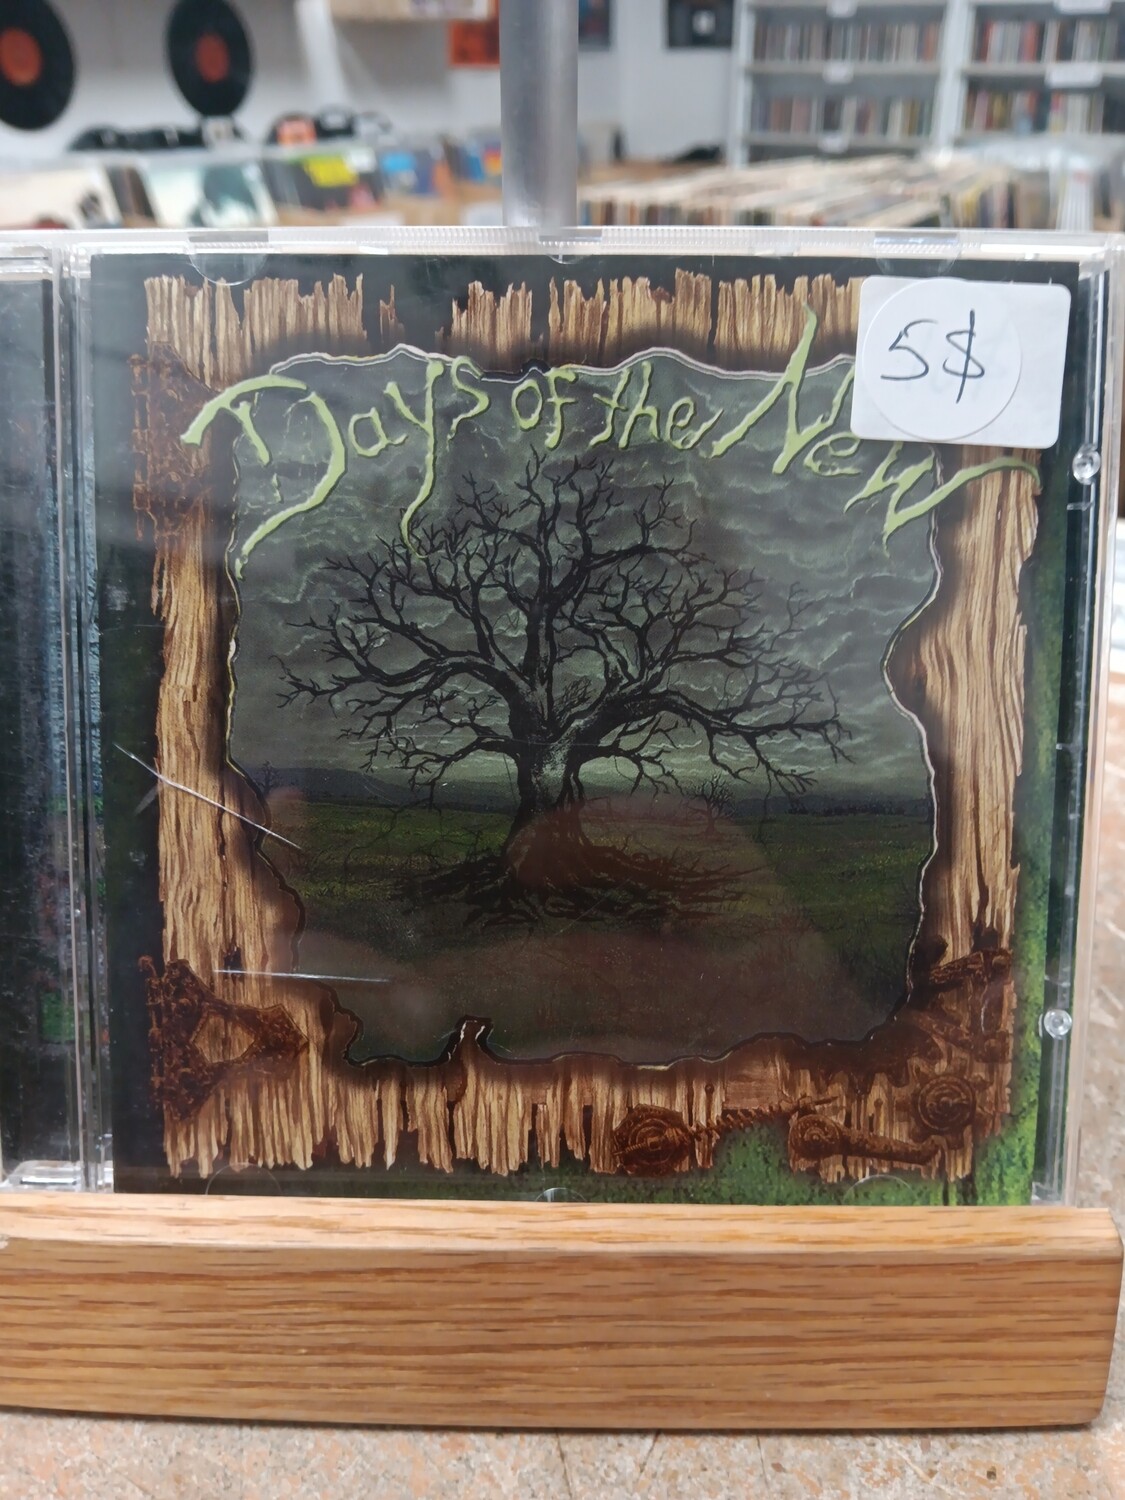 Days of the New
5$